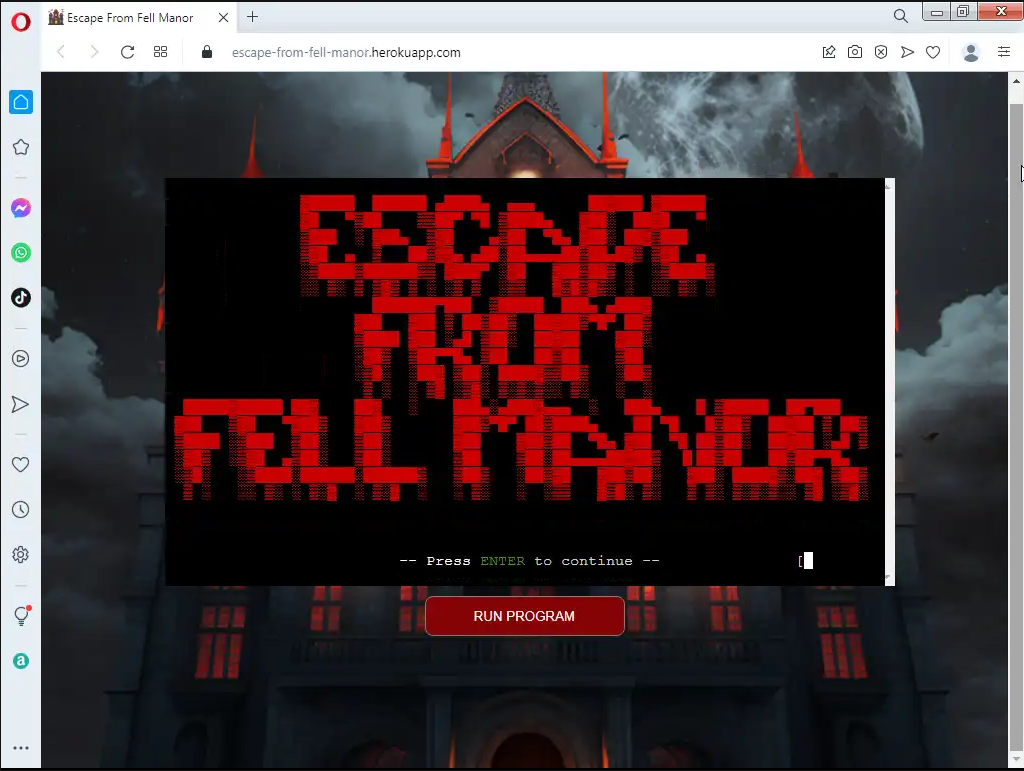 Escape From Fell Manor
escape-from-fell-manor.herokuapp.com
ESCAPE
FROM
FELL MANOR
-- Press ENTER to continue -- [
RUN PROGRAM
a